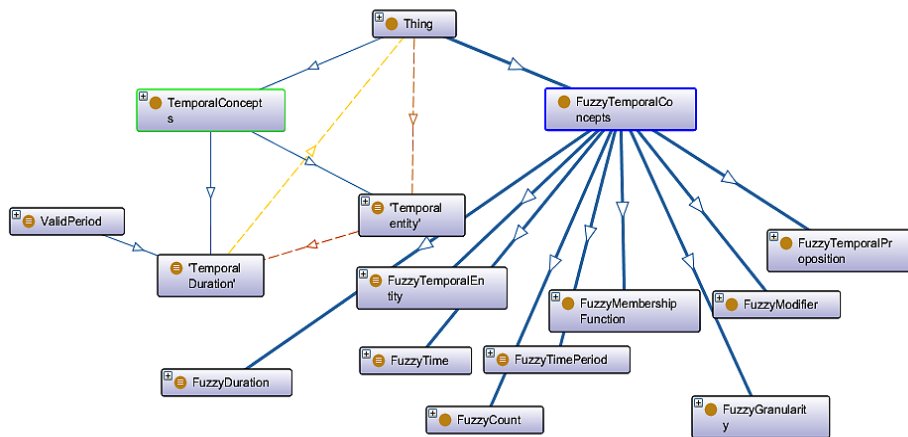 Thing
TemporalConcept
s
FuzzyTemporalCo
ncepts
ValidPeriod
'Temporal
entity'
'Temporal
Duration'
FuzzyTemporalPr
oposition
FuzzyTemporalEn
tity
FuzzyMembership
Function
FuzzyModifier
FuzzyTime
FuzzyTimePeriod
FuzzyDuration
FuzzyCount
FuzzyGranularit
y